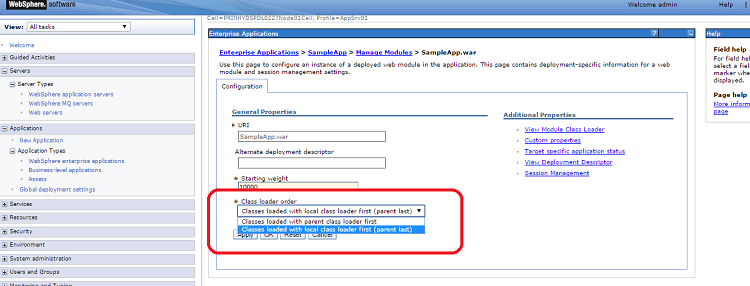 WebSphere. software
Welcome admin
Help
Cell=PRINHYDSPDL0227Node01Cell, Profile=AppSrv01
View: All tasks
Welcome
Guided Activities
Servers
Server Types
WebSphere application servers
WebSphere MQ servers
Web servers
Applications
New Application
Application Types
WebSphere enterprise applications
Business-level applications
Assets
Global deployment settings
Services
Resources
Security
Environment
System administration
Users and Groups
Monitoring and Tuning
Enterprise Applications
?
Enterprise Applications > SampleApp > Manage Modules > SampleApp.war
Use this page to configure an instance of a deployed web module in the application. This page contains deployment-specific information for a web
module and session management settings.
Configuration
General Properties
URI
SampleApp.war
Alternate deployment descriptor
Starting weight
10000
Class loader order
Classes loaded with local class loader first (parent last)
Classes loaded with parent class loader first
Classes loaded with local class loader first (parent last)
Apply OK Reset Cancel
Additional Properties
View Module Class Loader
Custom properties
Target specific application status
View Deployment Descriptor
Session Management
Help
Field help
For field help
select a fiel
marker when
displayed.
Page help
More inform
page